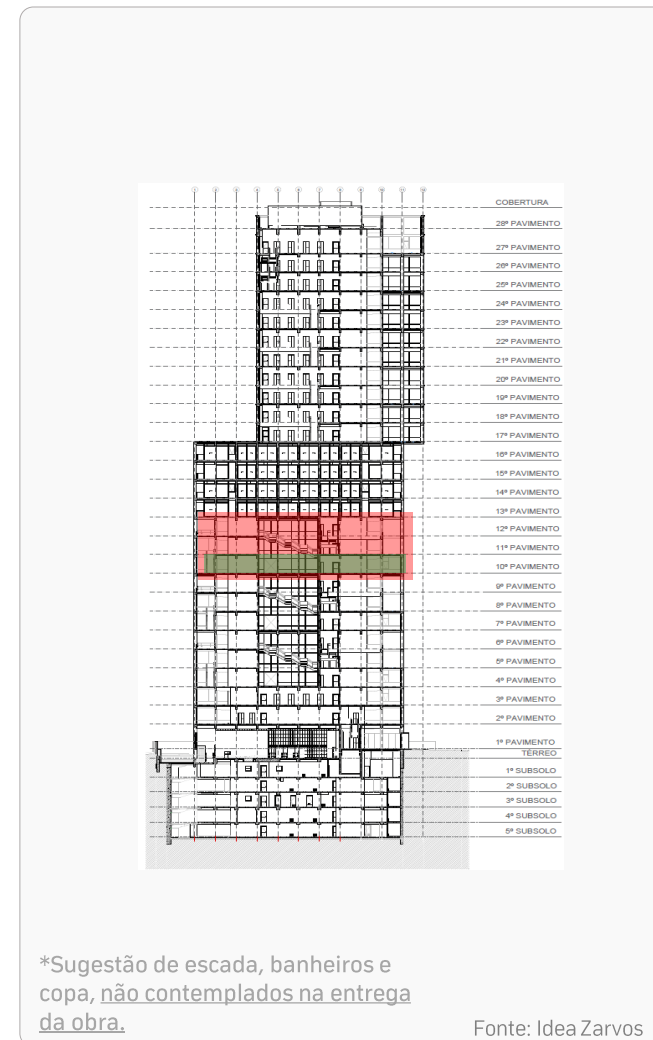 COBERTURA
28º PAVIMENTO
27º PAVIMENTO
26º PAVIMENTO
25º PAVIMENTO
24º PAVIMENTO
23º PAVIMENTO
22º PAVIMENTO
21º PAVIMENTO
20º PAVIMENTO
19º PAVIMENTO
18º PAVIMENTO
17º PAVIMENTO
16º PAVIMENTO
15º PAVIMENTO
14º PAVIMENTO
13º PAVIMENTO
12º PAVIMENTO
11º PAVIMENTO
10º PAVIMENTO
9º PAVIMENTO
8º PAVIMENTO
7º PAVIMENTO
6º PAVIMENTO
5º PAVIMENTO
4º PAVIMENTO
3º PAVIMENTO
2º PAVIMENTO
1º PAVIMENTO
TÉRREO
1º SUBSOLO
2º SUBSOLO
3º SUBSOLO
4º SUBSOLO
5º SUBSOLO
*Sugestão de escada, banheiros e
copa, não contemplados na entrega
da obra.
Fonte: Idea Zarvos